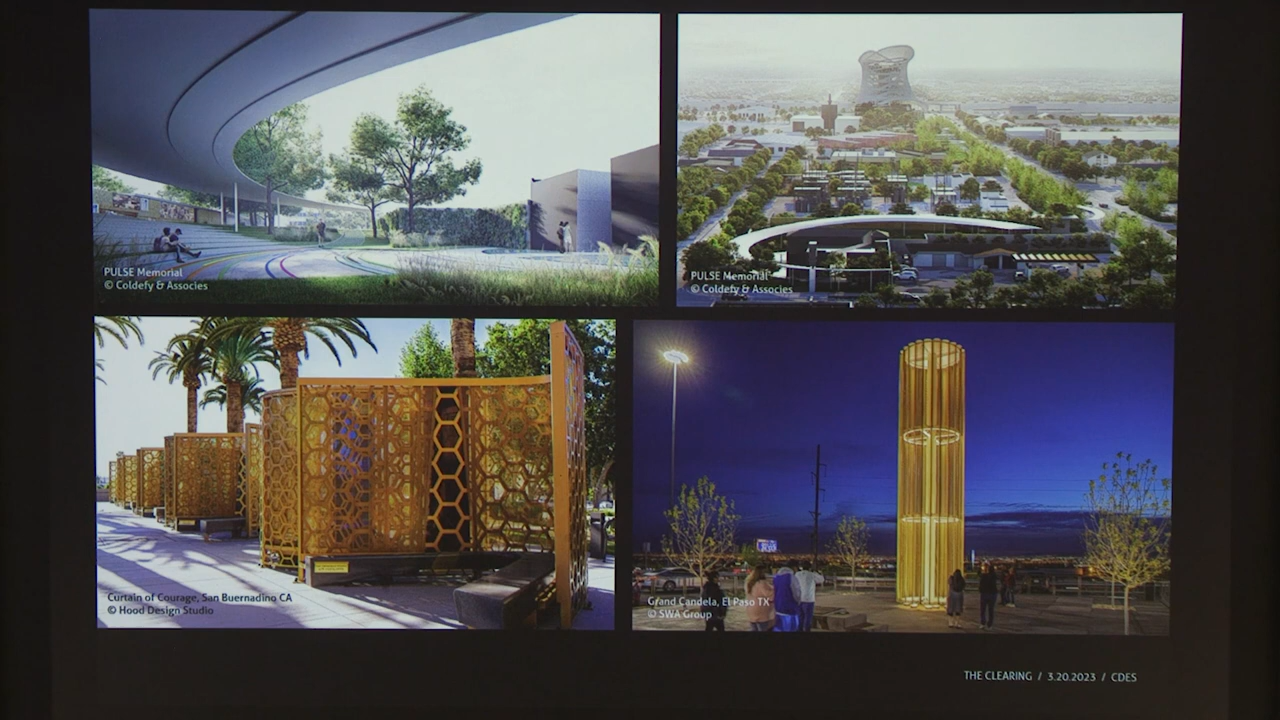 PULSE Memorial
© Coldefy & Associes
PULSE Memorial
© Coldefy & Associes
Curtain of Courage, San Buernadino CA
© Hood Design Studio
Grand Candela, El Paso TX
© SWA Group
THE CLEARING / 3.20.2023 / CDES